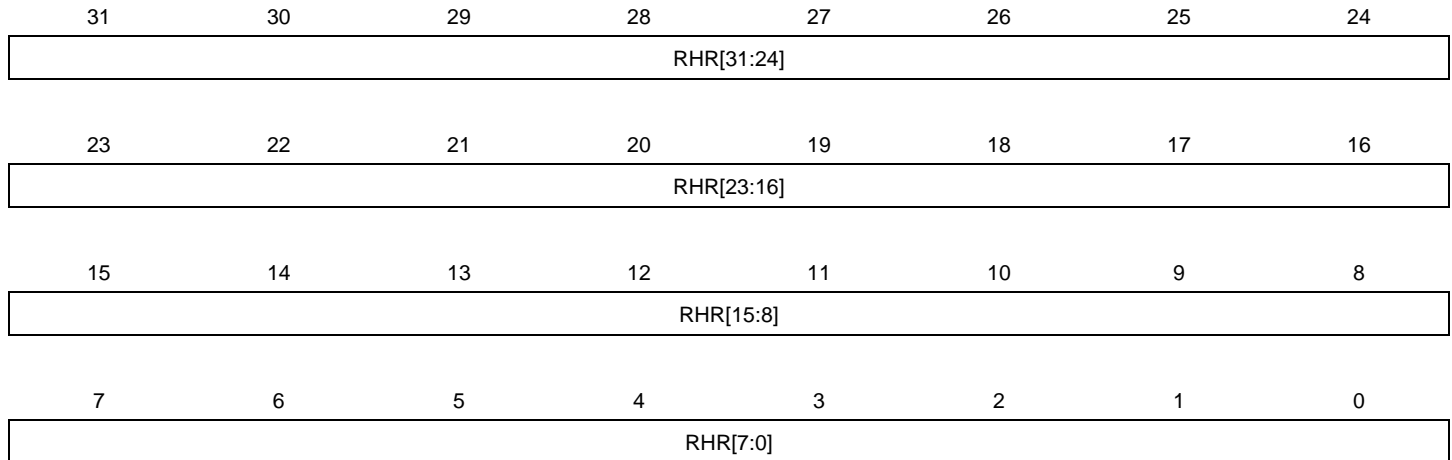 31 30 29 28 27 26 25 24
RHR[31:24]
23 22 21 20 19 18 17 16
RHR[23:16]
15 14 13 12 11 10 9 8
RHR[15:8]
7 6 5 4 3 2 1 0
RHR[7:0]